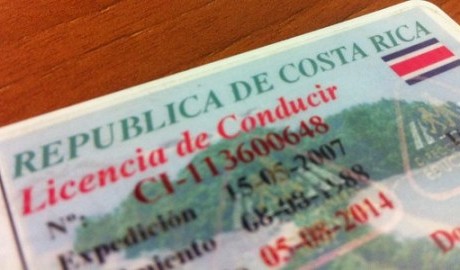 REPUBLICA DE COSTA RICA
Licencia de Conducir
Nº: CI-113600648
Expedición 15-05-2007
05-08-2014